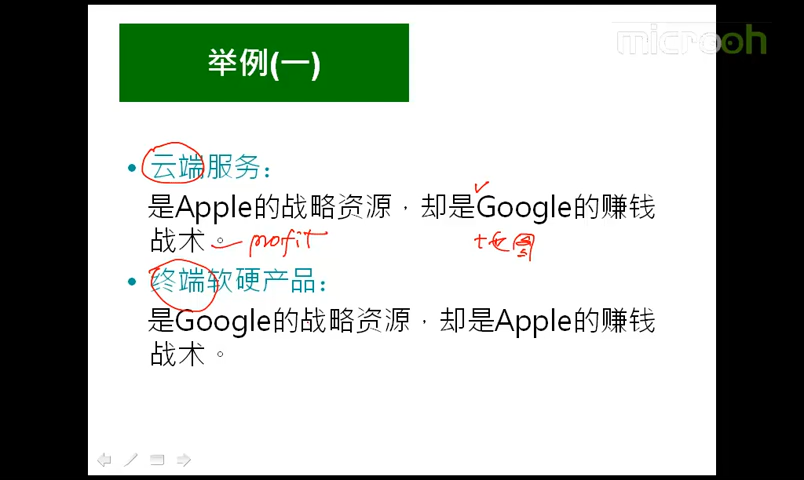 microoh
举例(一)
• 云端服务：
是Apple的战略资源，却是Google的赚钱
战术。 profit 地图
• 终端软硬产品：
是Google的战略资源，却是Apple的赚钱
战术。